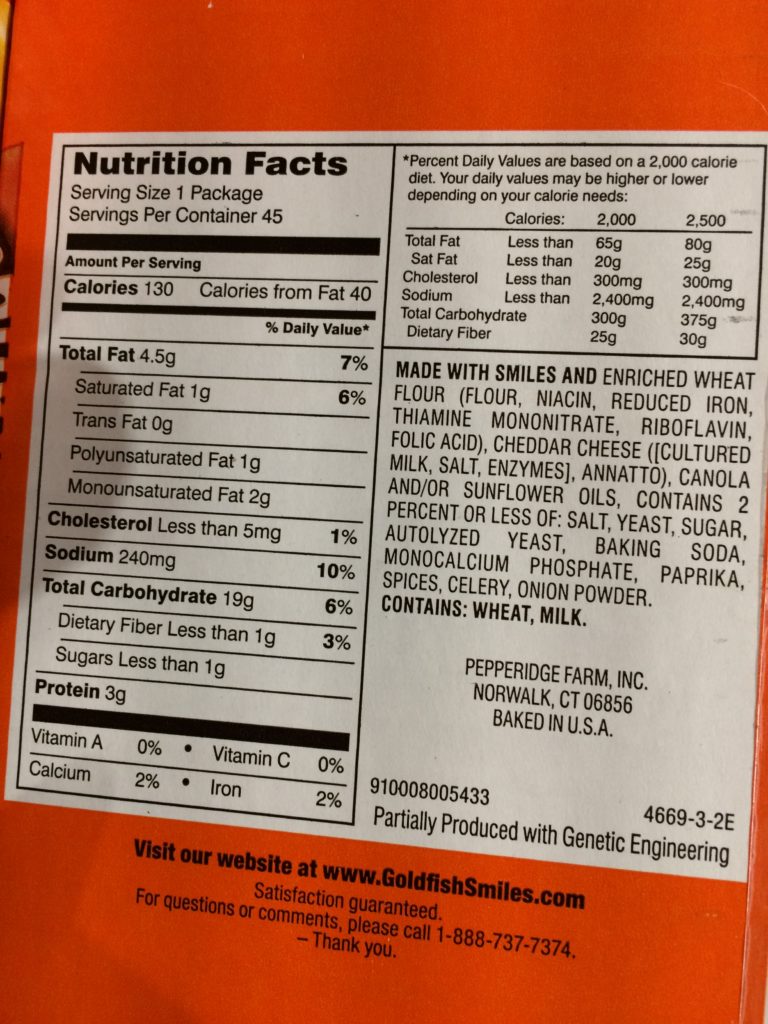 Nutrition Facts
Serving Size 1 Package
Servings Per Container 45
Amount Per Serving
Calories 130 Calories from Fat 40
% Daily Value*
Total Fat 4.5g 7%
Saturated Fat 1g 6%
Trans Fat 0g
Polyunsaturated Fat 1g
Monounsaturated Fat 2g
Cholesterol Less than 5mg 1%
Sodium 240mg 10%
Total Carbohydrate 19g 6%
Dietary Fiber Less than 1g 3%
Sugars Less than 1g
Protein 3g
Vitamin A 0% • Vitamin C 0%
Calcium 2% • Iron 2%
*Percent Daily Values are based on a 2,000 calorie
diet. Your daily values may be higher or lower
depending on your calorie needs:
Calories: 2,000 2,500
Total Fat Less than 65g 80g
Sat Fat Less than 20g 25g
Cholesterol Less than 300mg 300mg
Sodium Less than 2,400mg 2,400mg
Total Carbohydrate 300g 375g
Dietary Fiber 25g 30g
MADE WITH SMILES AND ENRICHED WHEAT
FLOUR (FLOUR, NIACIN, REDUCED IRON,
THIAMINE MONONITRATE, RIBOFLAVIN,
FOLIC ACID), CHEDDAR CHEESE ([CULTURED
MILK, SALT, ENZYMES], ANNATTO), CANOLA
AND/OR SUNFLOWER OILS, CONTAINS 2
PERCENT OR LESS OF: SALT, YEAST, SUGAR,
AUTOLYZED YEAST, BAKING SODA,
MONOCALCIUM PHOSPHATE, PAPRIKA,
SPICES, CELERY, ONION POWDER.
CONTAINS: WHEAT, MILK.
PEPPERIDGE FARM, INC.
NORWALK, CT 06856
BAKED IN U.S.A.
910008005433 4669-3-2E
Partially Produced with Genetic Engineering
Visit our website at www.GoldfishSmiles.com
Satisfaction guaranteed.
For questions or comments, please call 1-888-737-7374.
– Thank you.